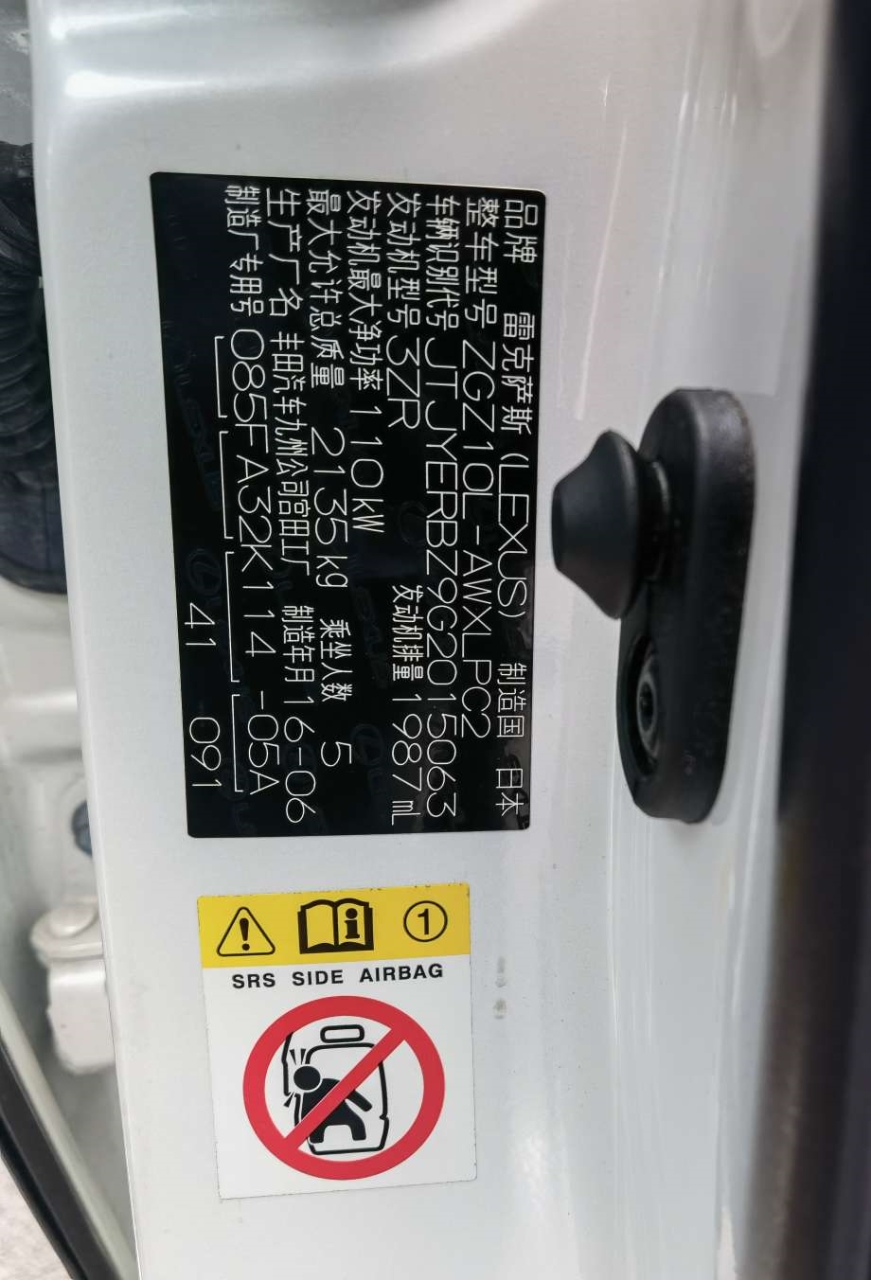 品牌 雷克萨斯 (LEXUS) 制造国 日本
整车型号 ZGZ10L-AWXLPC2
车辆识别代号 JTJYERBZ9G2015063
发动机型号 3ZR 发动机排量 1987 ml
发动机最大净功率 110kW
最大允许总质量 2135kg 乘坐人数 5
生产厂名 丰田汽车九州公司宫田工厂 制造年月 16-06
制造厂专用号 085FA32K114-05A
41 091
1
SRS SIDE AIRBAG